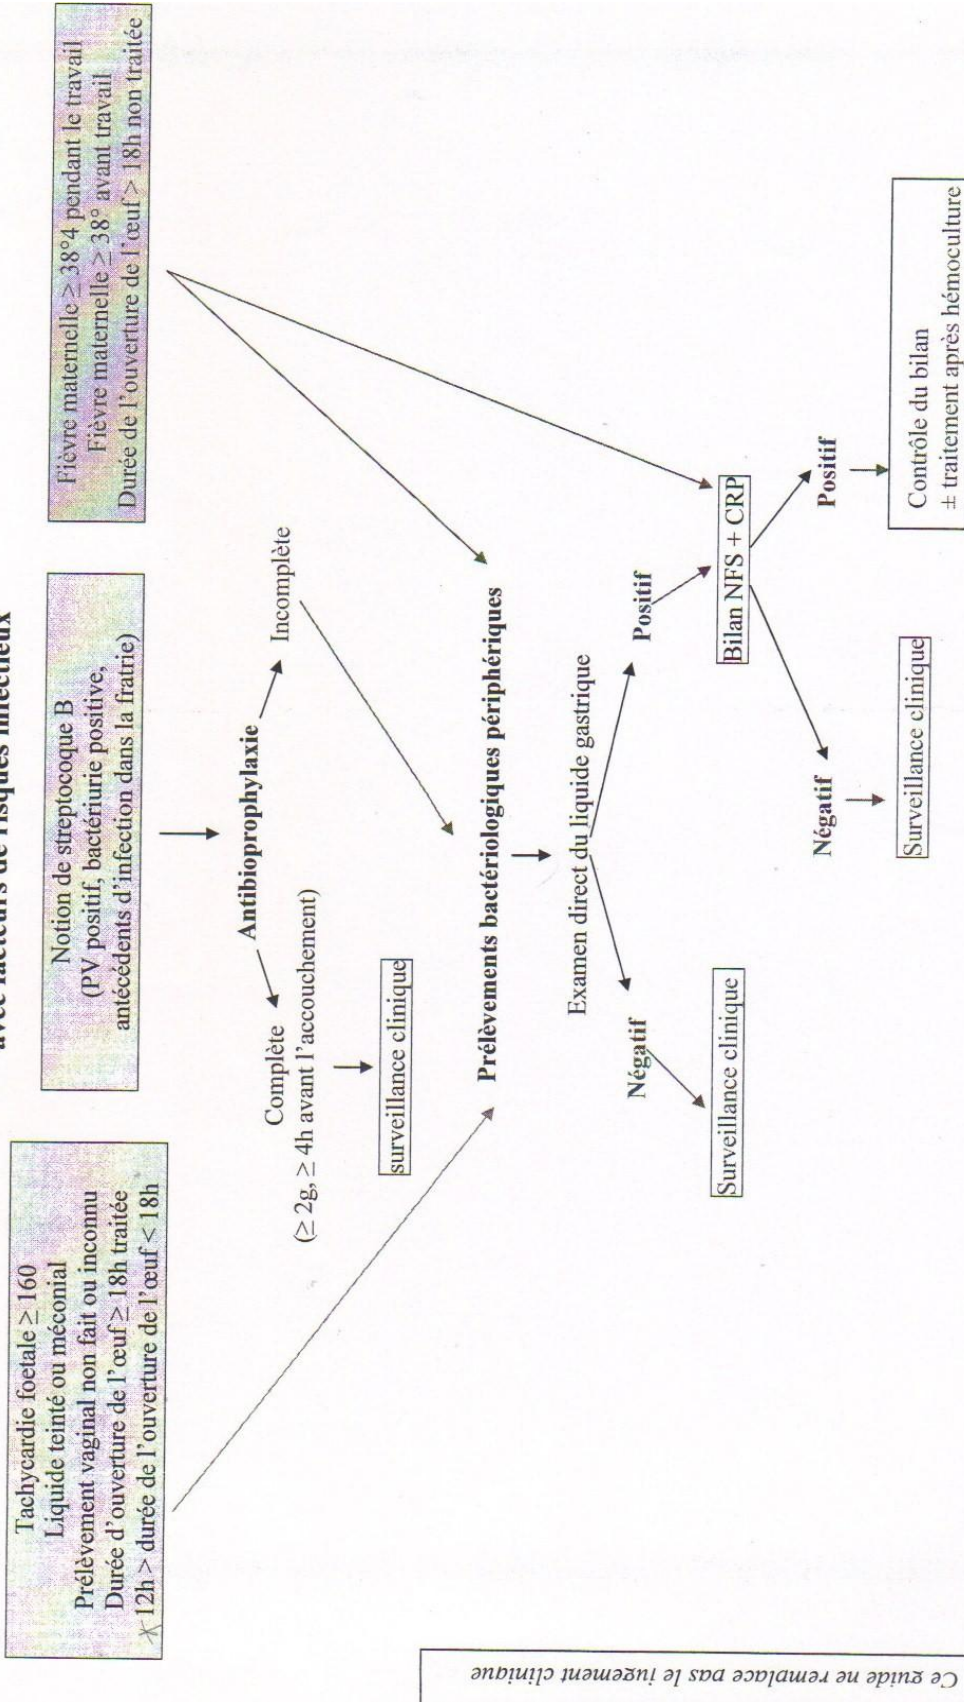 avec facteurs de risques infectieux
Tachycardie foetale ≥ 160
Liquide teinté ou méconial
Prélèvement vaginal non fait ou inconnu
Durée d'ouverture de l'œuf ≥ 18h traitée
12h > durée de l'ouverture de l'œuf < 18h
Notion de streptocoque B
(PV positif, bactériurie positive,
antécédents d'infection dans la fratrie)
Fièvre maternelle ≥ 38°4 pendant le travail
Fièvre maternelle ≥ 38° avant travail
Durée de l'ouverture de l'œuf > 18h non traitée
Antibioprophylaxie
Complète
(≥ 2g, ≥ 4h avant l'accouchement)
Incomplète
surveillance clinique
Prélèvements bactériologiques périphériques
Examen direct du liquide gastrique
Négatif
Positif
Surveillance clinique
Bilan NFS + CRP
Négatif
Positif
Surveillance clinique
Contrôle du bilan
± traitement après hémoculture
Ce guide ne remplace pas le jugement clinique